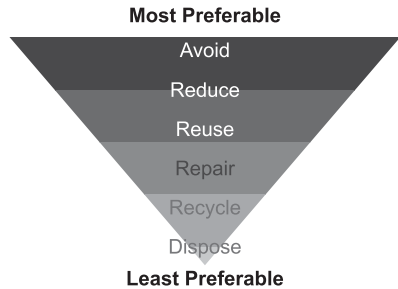 Most Preferable
Avoid
Reduce
Reuse
Repair
Recycle
Dispose
Least Preferable